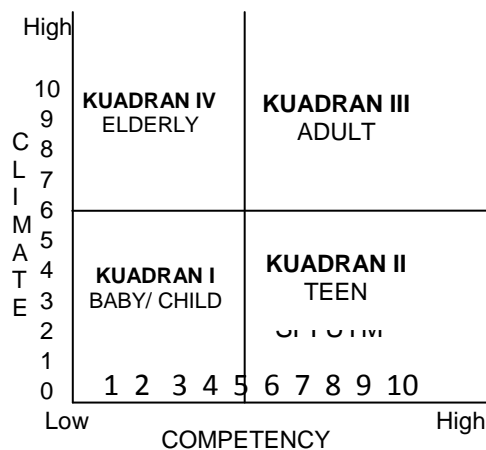 High
10
KUADRAN IV
KUADRAN III
9
ELDERLY
ADULT
C
8
L
7
I
6
M
5
A
4
KUADRAN I
KUADRAN II
T
3
BABY/ CHILD
TEEN
E
2
1
0
1 2 3 4 5 6 7 8 9 10
Low
High
COMPETENCY